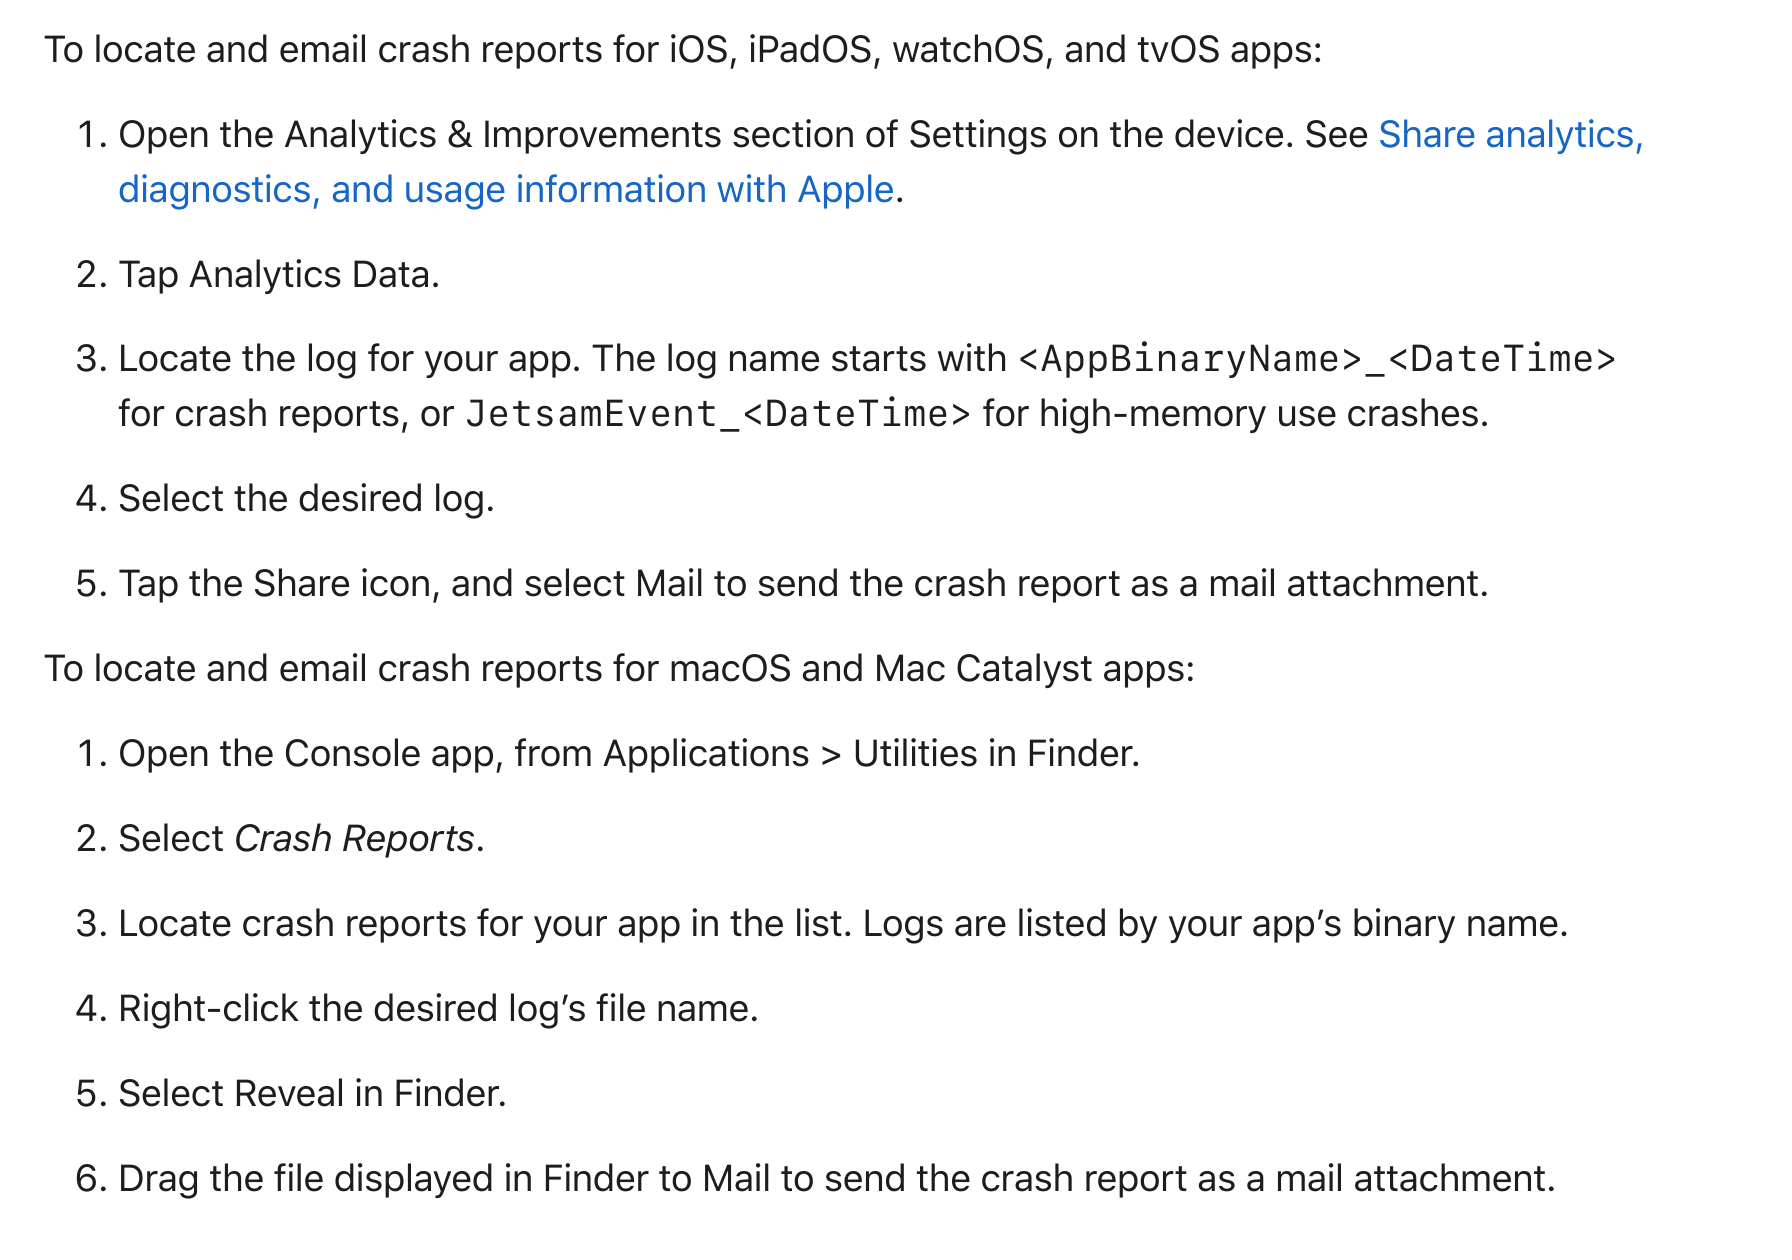 To locate and email crash reports for iOS, iPadOS, watchOS, and tvOS apps:
1. Open the Analytics & Improvements section of Settings on the device. See Share analytics,
diagnostics, and usage information with Apple.
2. Tap Analytics Data.
3. Locate the log for your app. The log name starts with <AppBinaryName>_<DateTime>
for crash reports, or JetsamEvent_<DateTime> for high-memory use crashes.
4. Select the desired log.
5. Tap the Share icon, and select Mail to send the crash report as a mail attachment.
To locate and email crash reports for macOS and Mac Catalyst apps:
1. Open the Console app, from Applications > Utilities in Finder.
2. Select Crash Reports.
3. Locate crash reports for your app in the list. Logs are listed by your app’s binary name.
4. Right-click the desired log’s file name.
5. Select Reveal in Finder.
6. Drag the file displayed in Finder to Mail to send the crash report as a mail attachment.